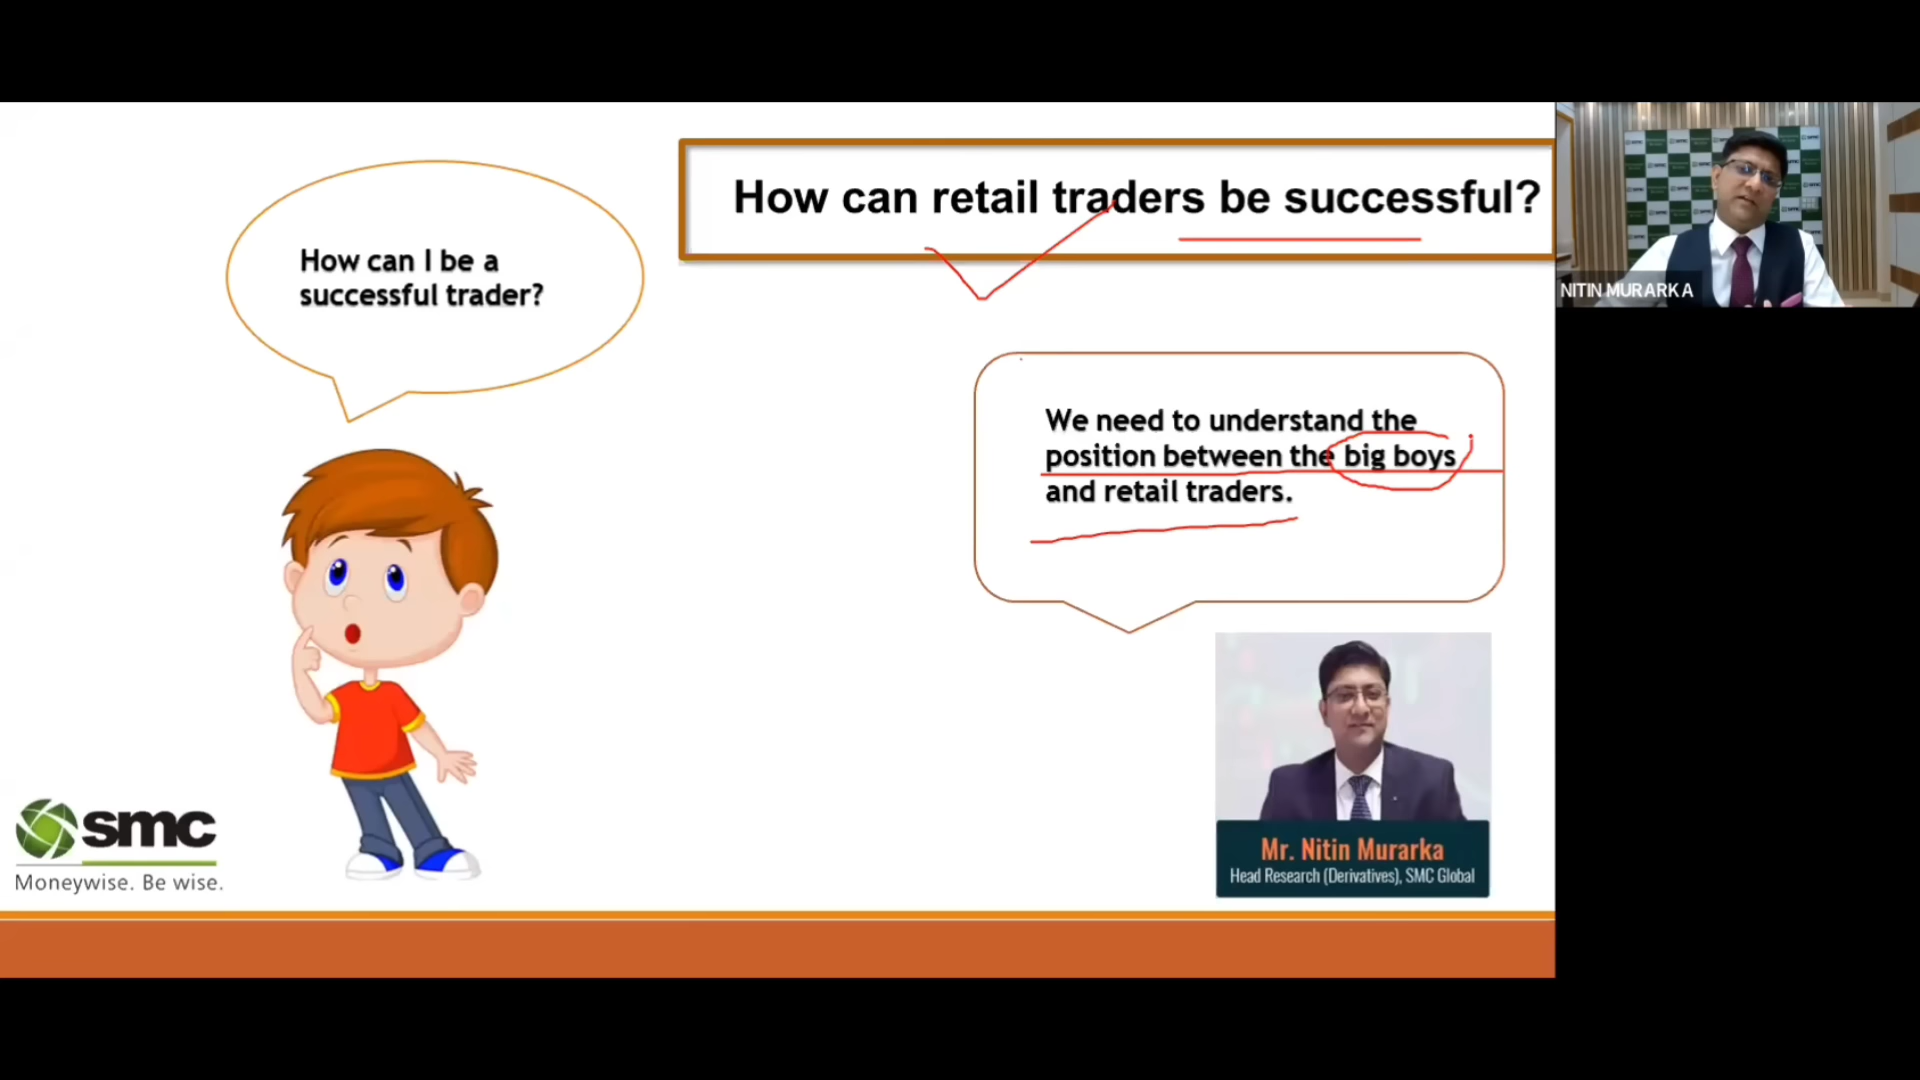 How can retail traders be successful?
How can I be a
successful trader?
NITIN MURARKA
We need to understand the
position between the big boys
and retail traders.
smc
Moneywise. Be wise.
Mr. Nitin Murarka
Head Research (Derivatives), SMC Global